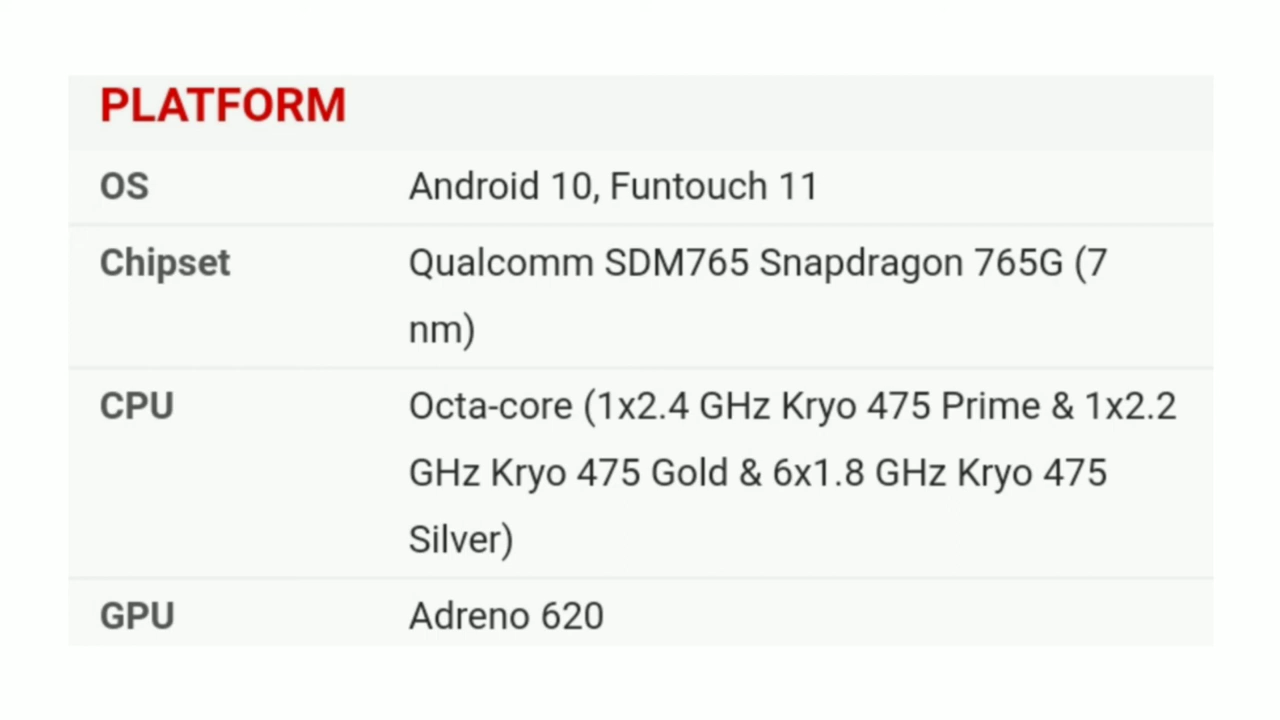 PLATFORM
OS Android 10, Funtouch 11
Chipset Qualcomm SDM765 Snapdragon 765G (7
nm)
CPU Octa-core (1x2.4 GHz Kryo 475 Prime & 1x2.2
GHz Kryo 475 Gold & 6x1.8 GHz Kryo 475
Silver)
GPU Adreno 620